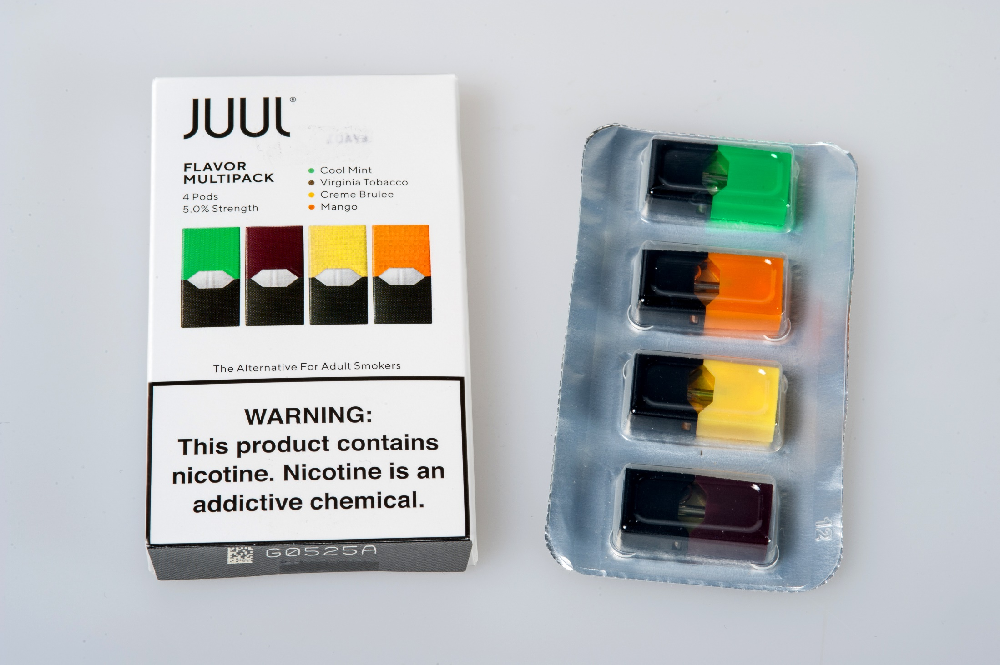 JUUL®
FLAVOR
MULTIPACK
4 Pods
5.0% Strength
Cool Mint
Virginia Tobacco
Creme Brulee
Mango
The Alternative For Adult Smokers
WARNING:
This product contains
nicotine. Nicotine is an
addictive chemical.
G0525A
12